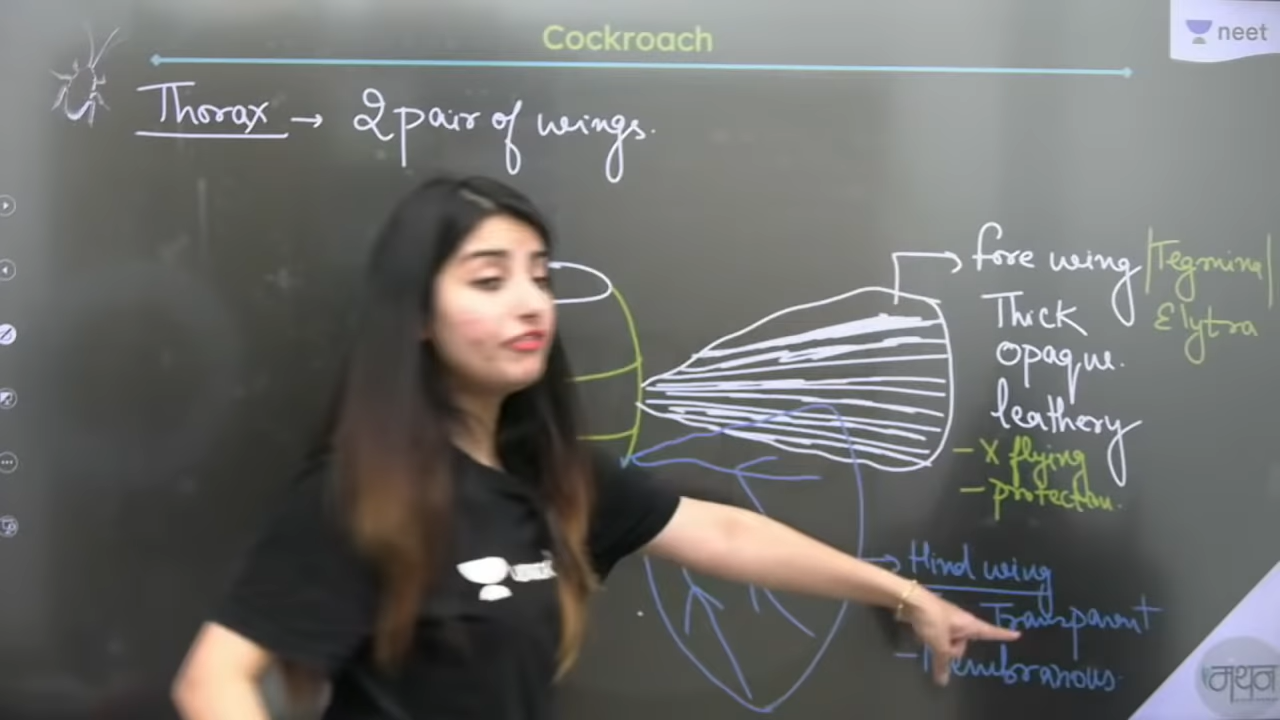 Cockroach
neet
Thorax → 2 pair of wings.
fore wing |Tegmina|
Elytra
Thick
opaque.
leathery
- X flying
- protection.
→ Hind wing
Transparent
- Membranous.
मंथन